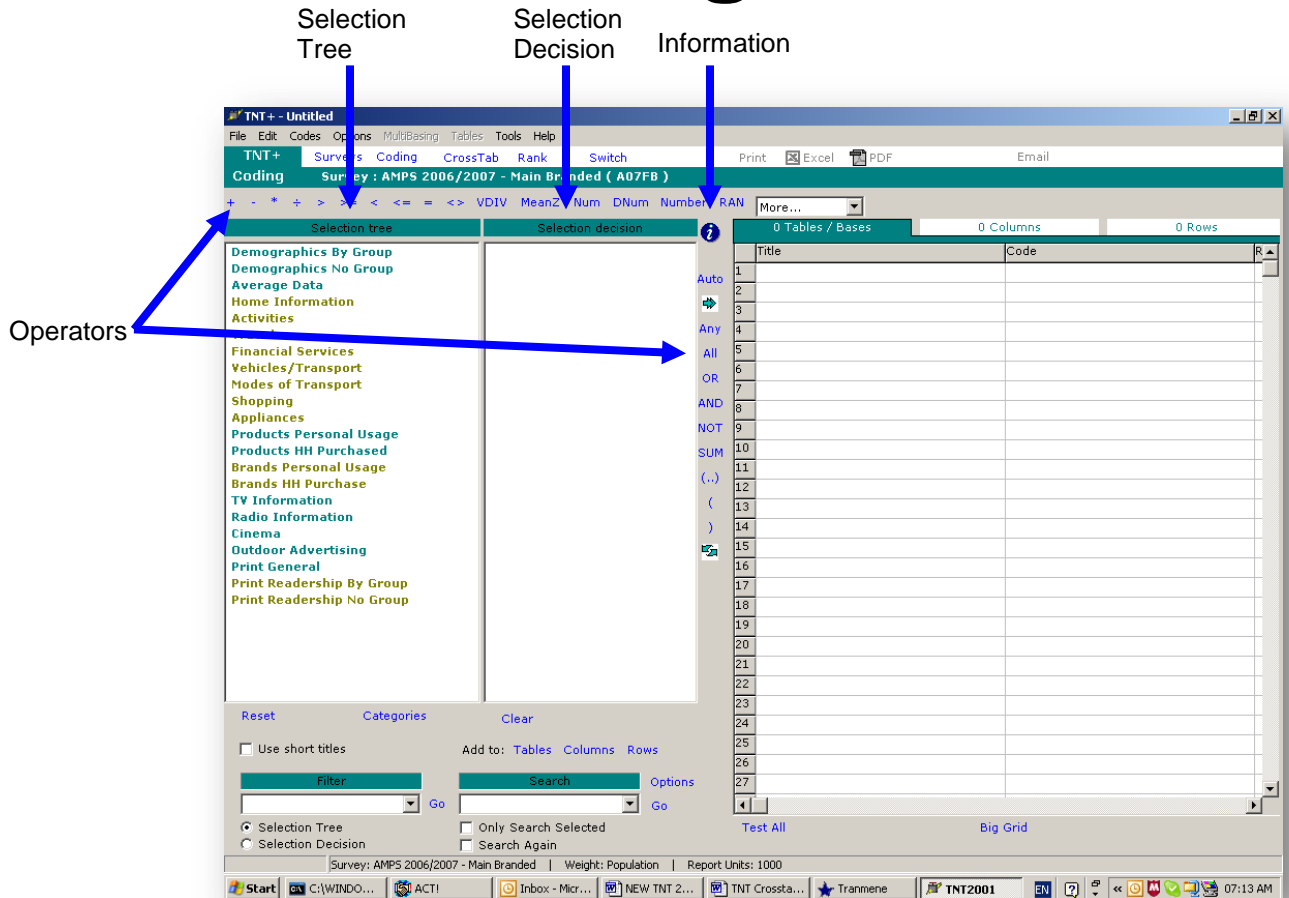 Selection
Tree
Selection
Decision
Information
Operators
TNT+ - Untitled
File Edit Codes Options MultiBasing Tables Tools Help
TNT+ Surveys Coding CrossTab Rank Switch Print Excel PDF Email
Coding Survey : AMPS 2006/2007 - Main Branded ( A07FB )
+ - * ÷ > >= < <= = <> VDIV MeanZ Num DNum Number RAN More...
Selection tree Selection decision 0 Tables / Bases 0 Columns 0 Rows
Title Code R
Demographics By Group
Demographics No Group
Average Data
Home Information
Activities
Financial Services
Vehicles/Transport
Modes of Transport
Shopping
Appliances
Products Personal Usage
Products HH Purchased
Brands Personal Usage
Brands HH Purchase
TV Information
Radio Information
Cinema
Outdoor Advertising
Print General
Print Readership By Group
Print Readership No Group
Auto
Any
All
OR
AND
NOT
SUM
(..)
(
)
1
2
3
4
5
6
7
8
9
10
11
12
13
14
15
16
17
18
19
20
21
22
23
24
25
26
27
Reset Categories Clear
Use short titles Add to: Tables Columns Rows
Filter Search Options
Go Go
Selection Tree Only Search Selected Test All Big Grid
Selection Decision Search Again
Survey: AMPS 2006/2007 - Main Branded | Weight: Population | Report Units: 1000
Start C:\WINDO... ACT! Inbox - Micr... NEW TNT 2... TNT Crossta... Tranmene TNT2001 EN « 07:13 AM